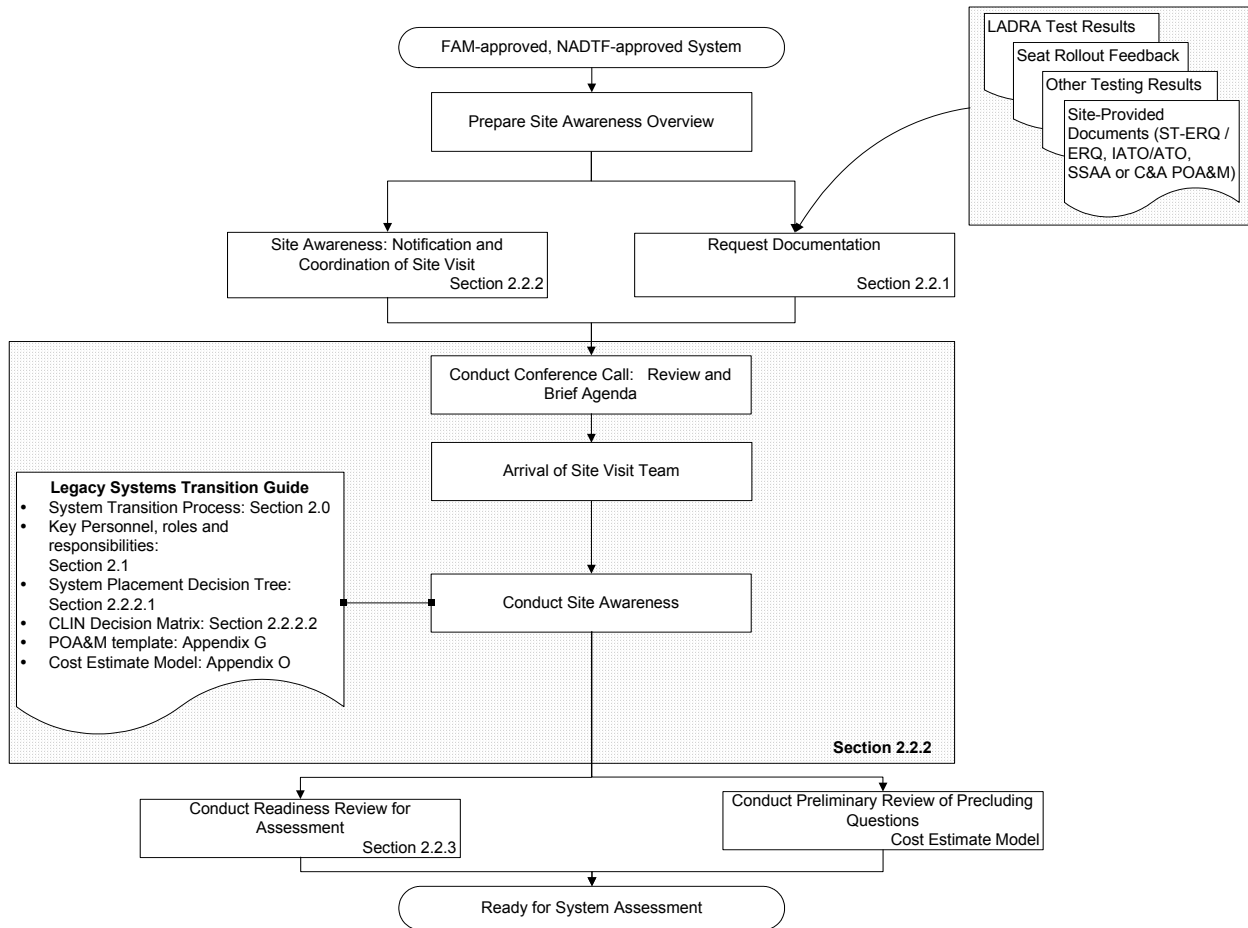 FAM-approved, NADTF-approved System
Prepare Site Awareness Overview
LADRA Test Results
Seat Rollout Feedback
Other Testing Results
Site-Provided
Documents (ST-ERQ /
ERQ, IATO/ATO,
SSAA or C&A POA&M)
Site Awareness: Notification and
Coordination of Site Visit
Section 2.2.2
Request Documentation
Section 2.2.1
Conduct Conference Call: Review and
Brief Agenda
Arrival of Site Visit Team
Legacy Systems Transition Guide
• System Transition Process: Section 2.0
• Key Personnel, roles and
responsibilities:
Section 2.1
• System Placement Decision Tree:
Section 2.2.2.1
• CLIN Decision Matrix: Section 2.2.2.2
• POA&M template: Appendix G
• Cost Estimate Model: Appendix O
Conduct Site Awareness
Section 2.2.2
Conduct Readiness Review for
Assessment
Section 2.2.3
Conduct Preliminary Review of Precluding
Questions
Cost Estimate Model
Ready for System Assessment